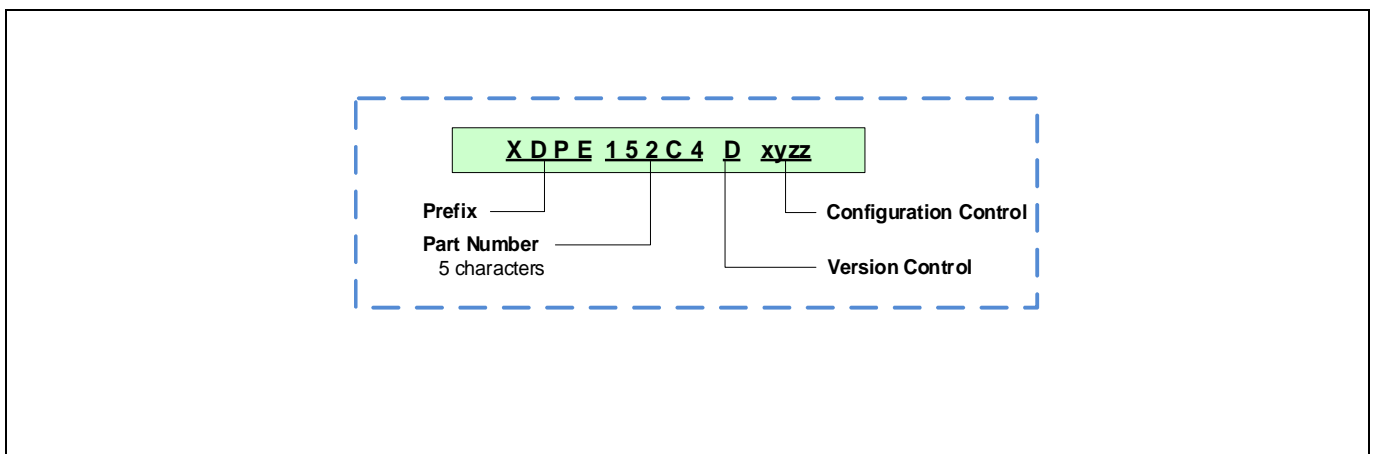 X D P E 1 5 2 C 4 D xyzz
Prefix
Configuration Control
Part Number
5 characters
Version Control